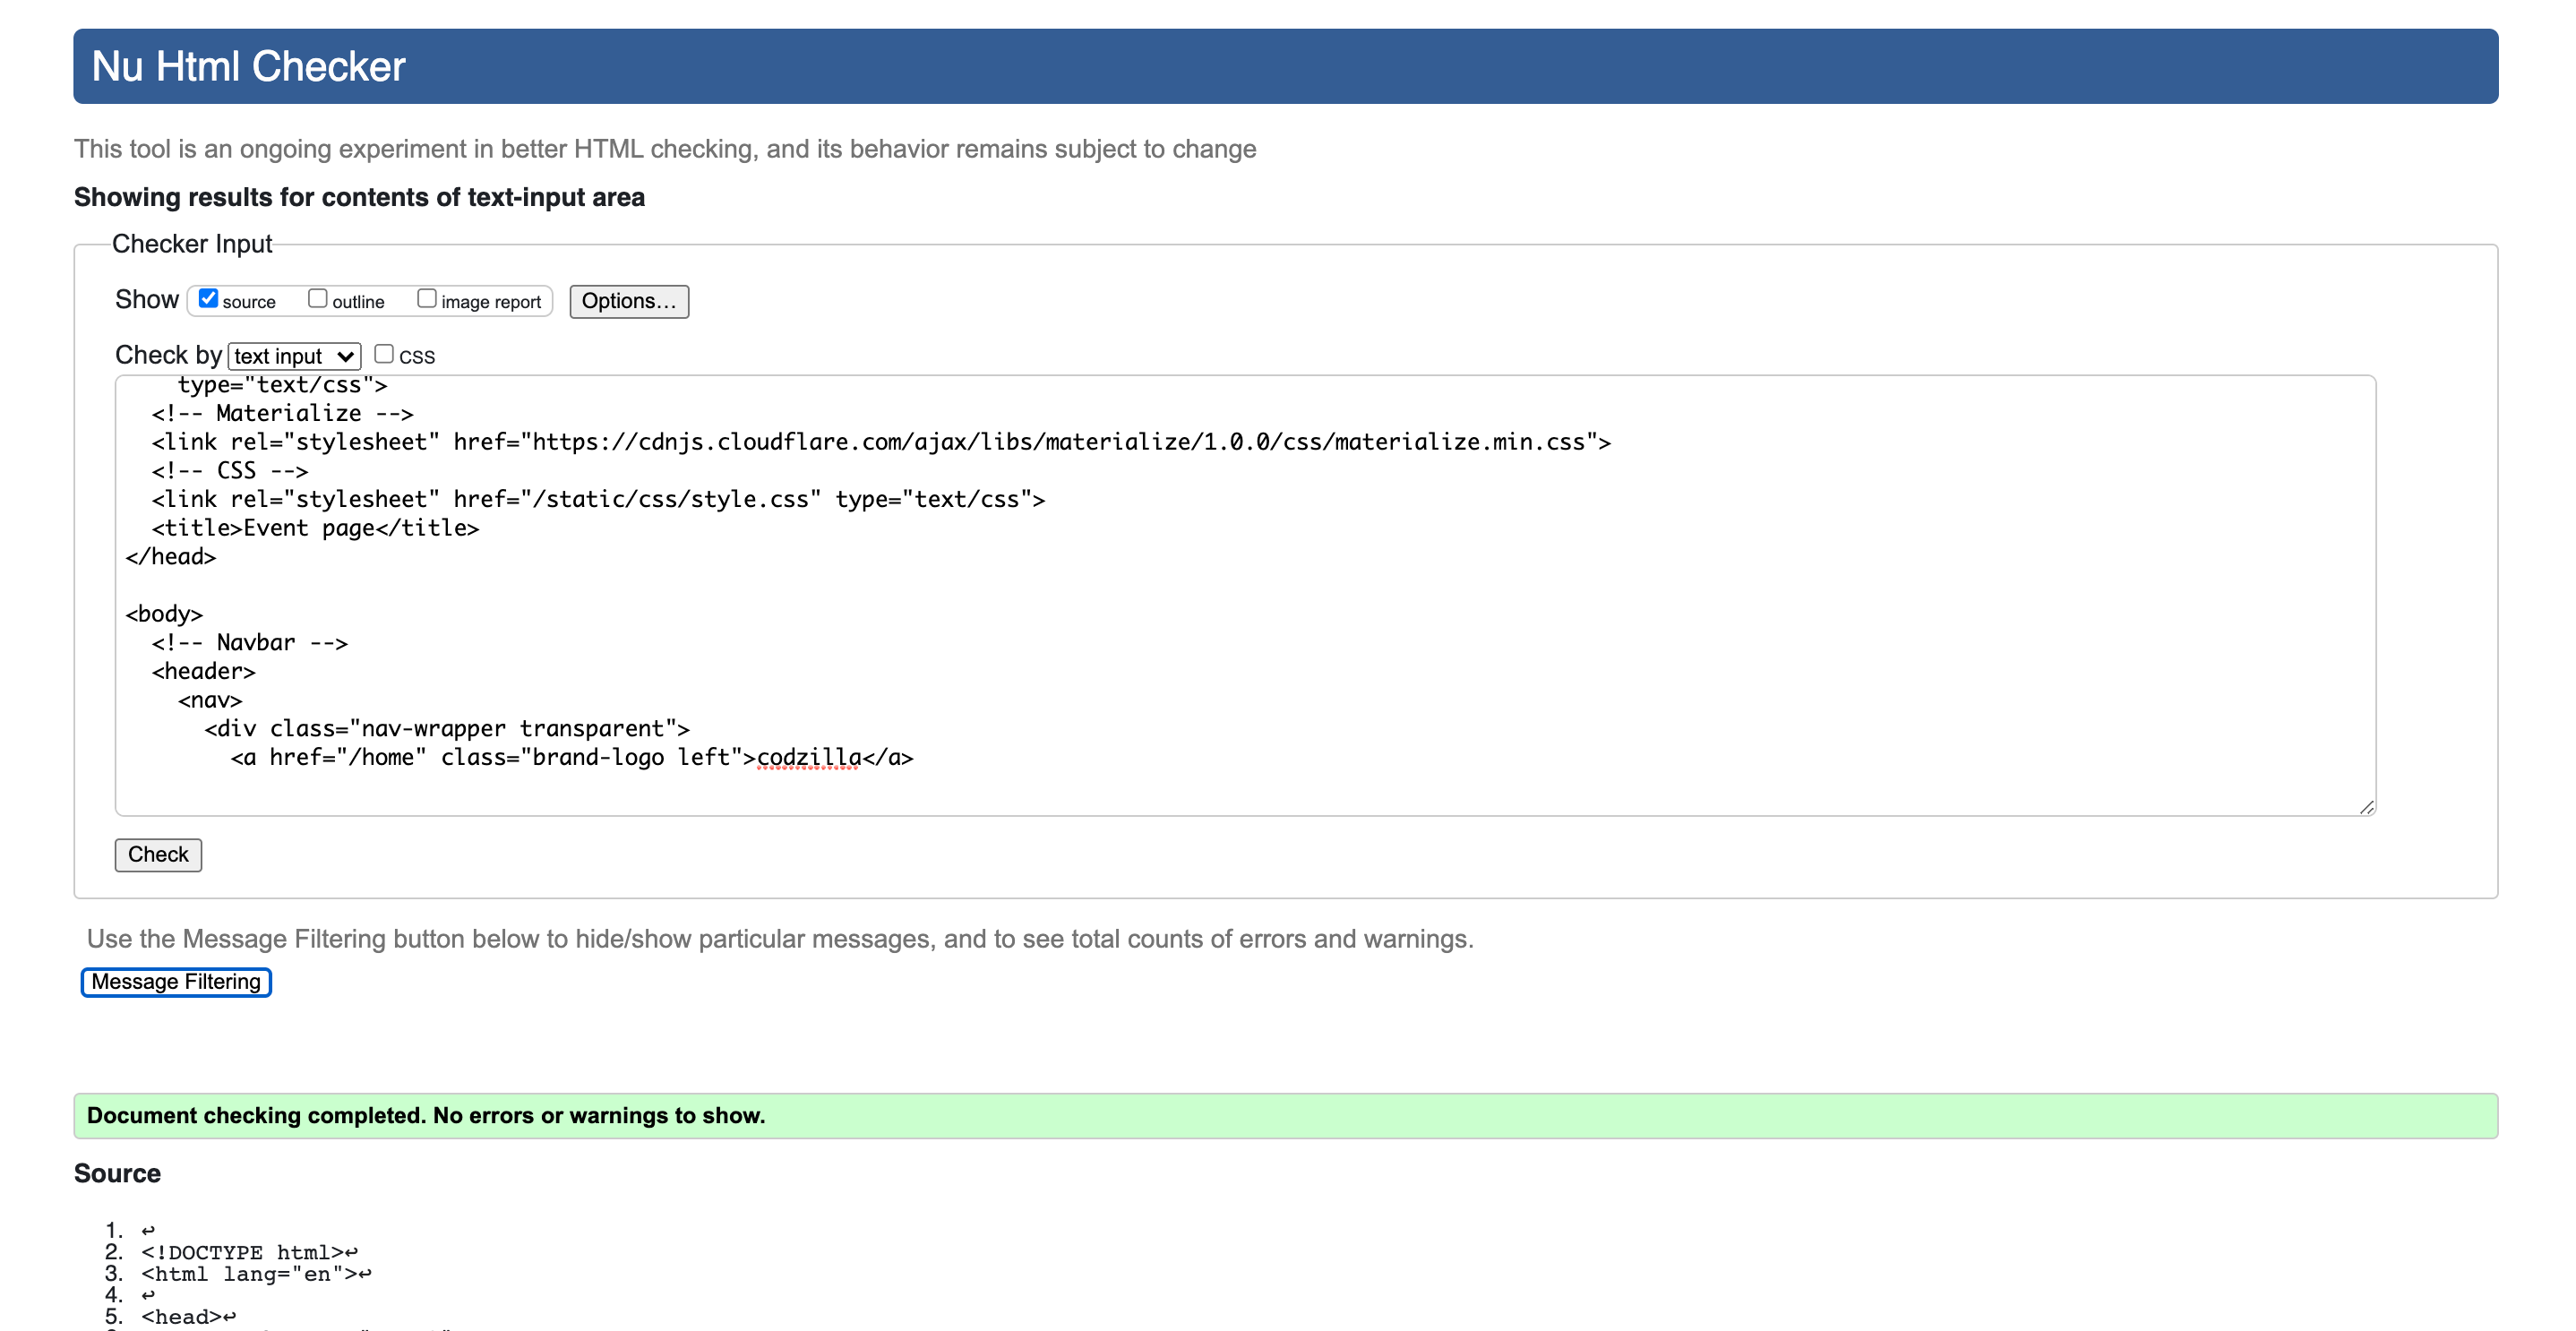 Nu Html Checker
This tool is an ongoing experiment in better HTML checking, and its behavior remains subject to change
Showing results for contents of text-input area
Checker Input
Show source outline image report Options…
Check by text input CSS
    type="text/css">
  <!-- Materialize -->
  <link rel="stylesheet" href="https://cdnjs.cloudflare.com/ajax/libs/materialize/1.0.0/css/materialize.min.css">
  <!-- CSS -->
  <link rel="stylesheet" href="/static/css/style.css" type="text/css">
  <title>Event page</title>
</head>
<body>
  <!-- Navbar -->
  <header>
    <nav>
      <div class="nav-wrapper transparent">
        <a href="/home" class="brand-logo left">codzilla</a>
Check
Use the Message Filtering button below to hide/show particular messages, and to see total counts of errors and warnings.
Message Filtering
Document checking completed. No errors or warnings to show.
Source
1. ↩
2. <!DOCTYPE html>↩
3. <html lang="en">↩
4. ↩
5. <head>↩